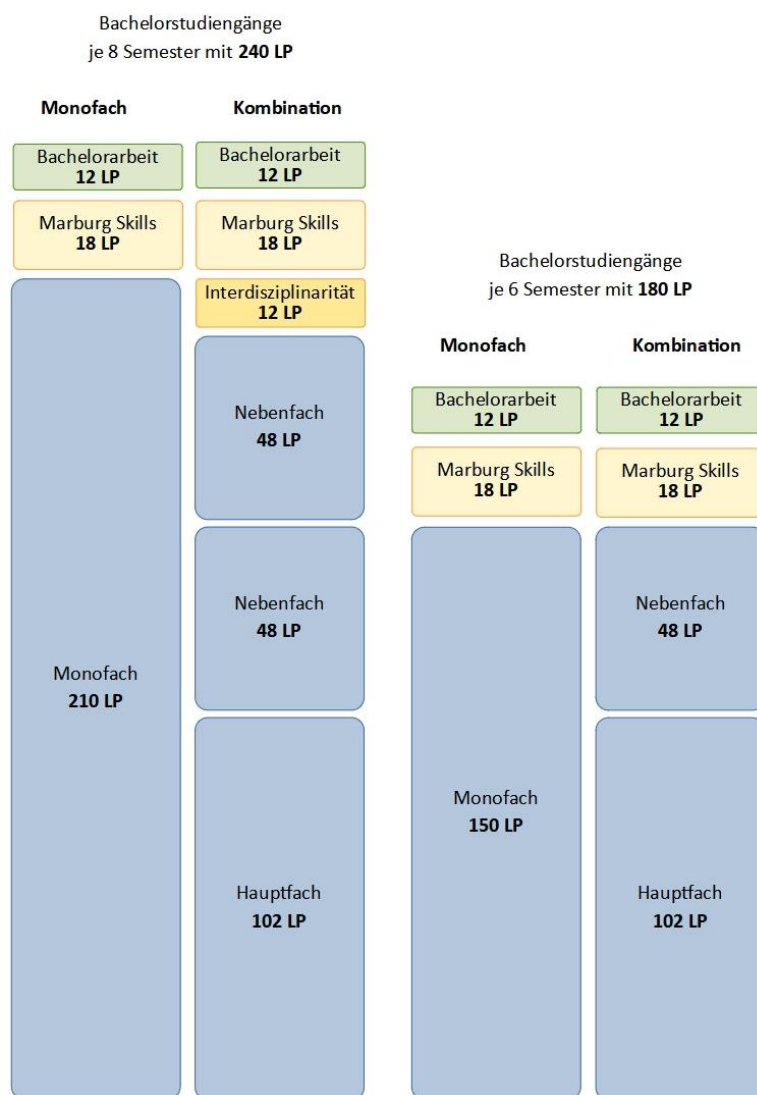 Bachelorstudiengänge
je 8 Semester mit 240 LP
Monofach
Bachelorarbeit
12 LP
Marburg Skills
18 LP
Monofach
210 LP
Kombination
Bachelorarbeit
12 LP
Marburg Skills
18 LP
Interdisziplinarität
12 LP
Nebenfach
48 LP
Nebenfach
48 LP
Hauptfach
102 LP
Bachelorstudiengänge
je 6 Semester mit 180 LP
Monofach
Bachelorarbeit
12 LP
Marburg Skills
18 LP
Monofach
150 LP
Kombination
Bachelorarbeit
12 LP
Marburg Skills
18 LP
Nebenfach
48 LP
Hauptfach
102 LP